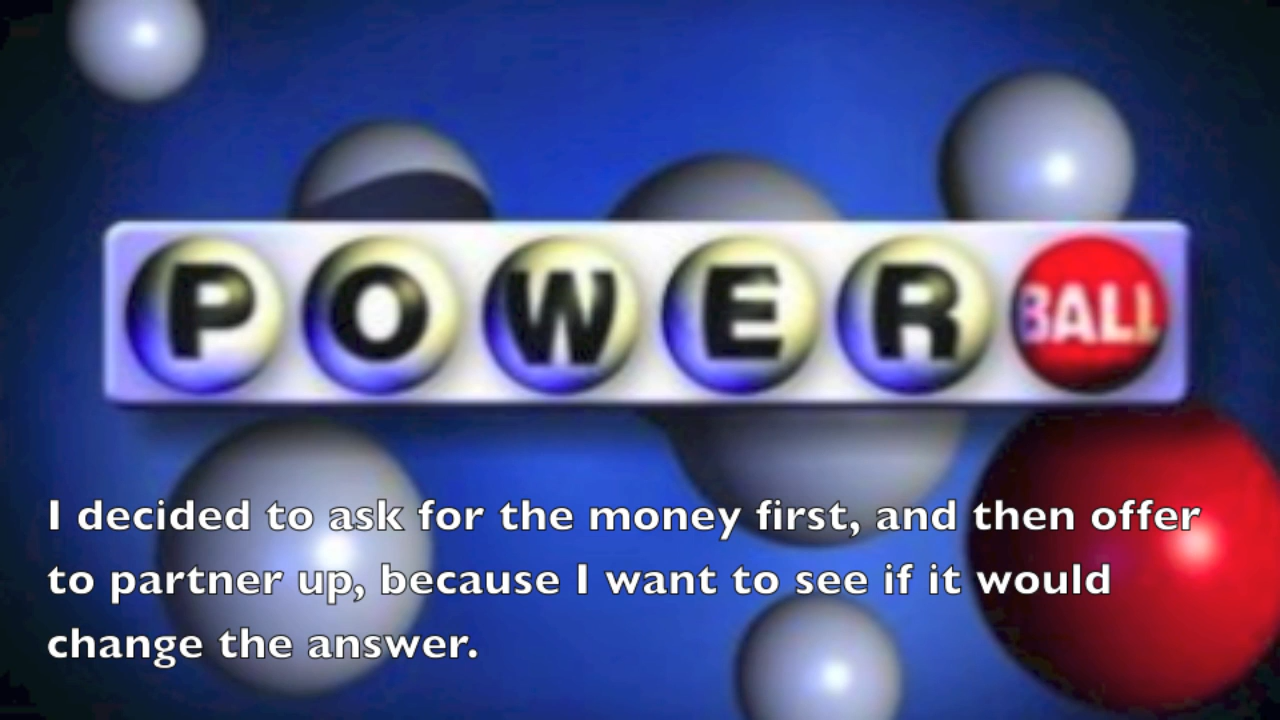 POWER BALL
I decided to ask for the money first, and then offer
to partner up, because I want to see if it would
change the answer.